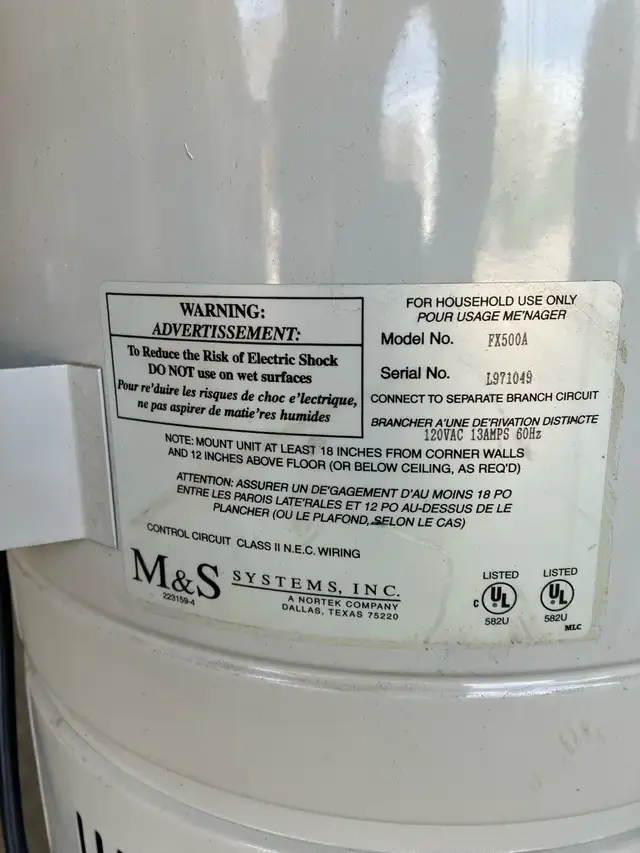 WARNING:
ADVERTISSEMENT:
To Reduce the Risk of Electric Shock
DO NOT use on wet surfaces
Pour re'duire les risques de choc e'lectrique,
ne pas aspirer de matie'res humides
FOR HOUSEHOLD USE ONLY
POUR USAGE ME'NAGER
Model No. FX500A
Serial No. L971049
CONNECT TO SEPARATE BRANCH CIRCUIT
BRANCHER A'UNE DE'RIVATION DISTINCTE
120VAC 13AMPS 60Hz
NOTE: MOUNT UNIT AT LEAST 18 INCHES FROM CORNER WALLS
AND 12 INCHES ABOVE FLOOR (OR BELOW CEILING, AS REQ'D)
ATTENTION: ASSURER UN DE'GAGEMENT D'AU MOINS 18 PO
ENTRE LES PAROIS LATE'RALES ET 12 PO AU-DESSUS DE LE
PLANCHER (OU LE PLAFOND, SELON LE CAS)
CONTROL CIRCUIT CLASS II N.E.C. WIRING
M&S SYSTEMS, INC.
223159-4
A NORTEK COMPANY
DALLAS, TEXAS 75220
LISTED
C UL
582U
LISTED
UL
582U
MLC